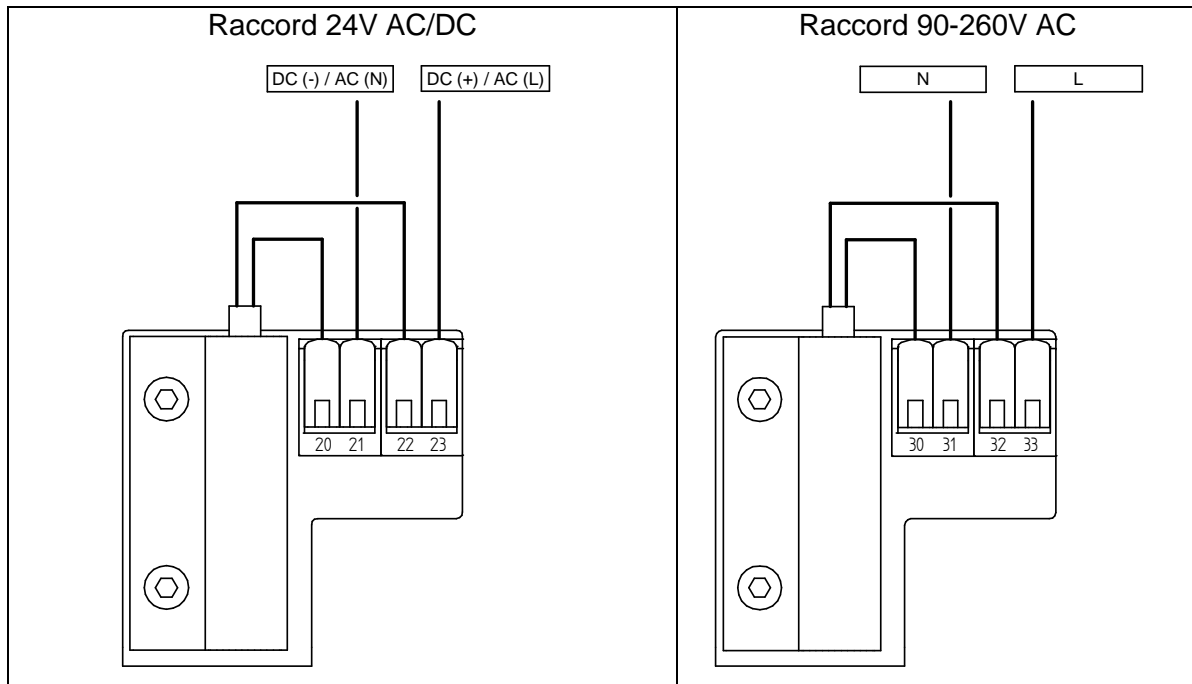 Raccord 24V AC/DC
DC (-) / AC (N)
DC (+) / AC (L)
20 21 22 23
Raccord 90-260V AC
N
L
30 31 32 33